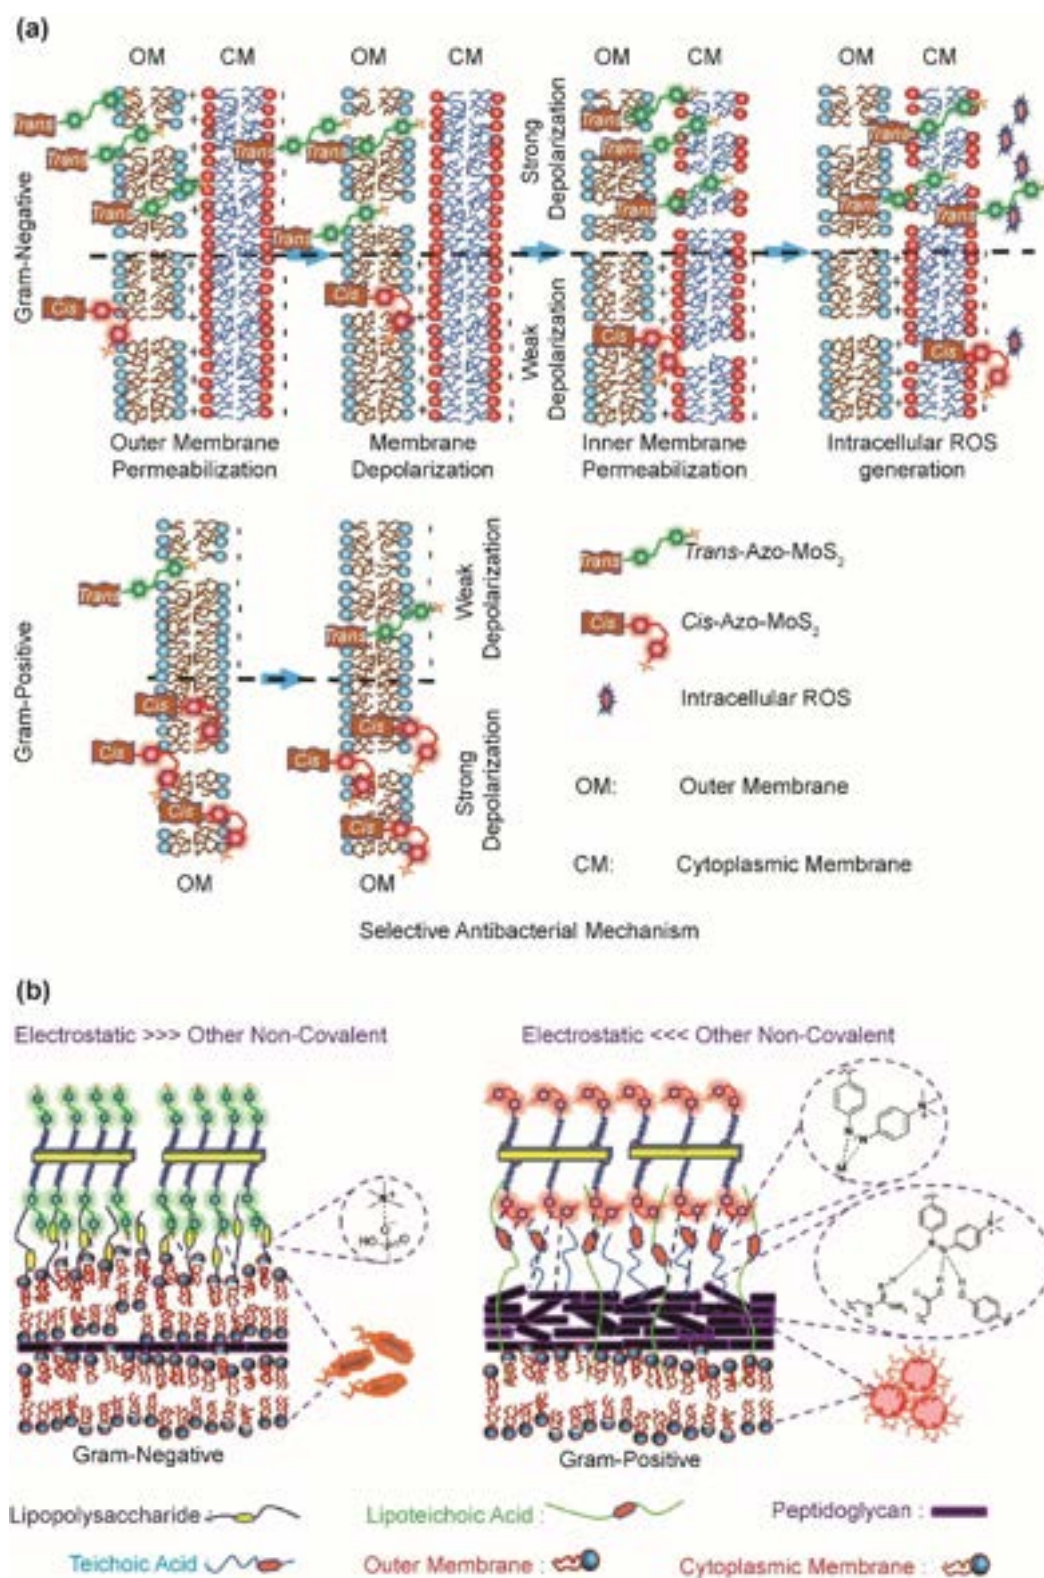 (a)
OM CM OM CM OM CM OM CM
Gram-Negative
Trans
Trans
Trans
Cis
Trans
Trans
Trans
Cis
Strong
Depolarization
Weak
Depolarization
Trans
Trans
Trans
Cis
Trans
Trans
Trans
Cis
Outer Membrane
Permeabilization
Membrane
Depolarization
Inner Membrane
Permeabilization
Intracellular ROS
generation
Gram-Positive
Trans
Cis
Cis
Cis
OM
Trans
Cis
Cis
Cis
OM
Weak
Depolarization
Strong
Depolarization
Trans Trans-Azo-MoS₂
Cis Cis-Azo-MoS₂
Intracellular ROS
OM: Outer Membrane
CM: Cytoplasmic Membrane
Selective Antibacterial Mechanism
(b)
Electrostatic >>> Other Non-Covalent
Electrostatic <<< Other Non-Covalent
Gram-Negative
Gram-Positive
Lipopolysaccharide :
Lipoteichoic Acid :
Peptidoglycan :
Teichoic Acid
Outer Membrane :
Cytoplasmic Membrane :